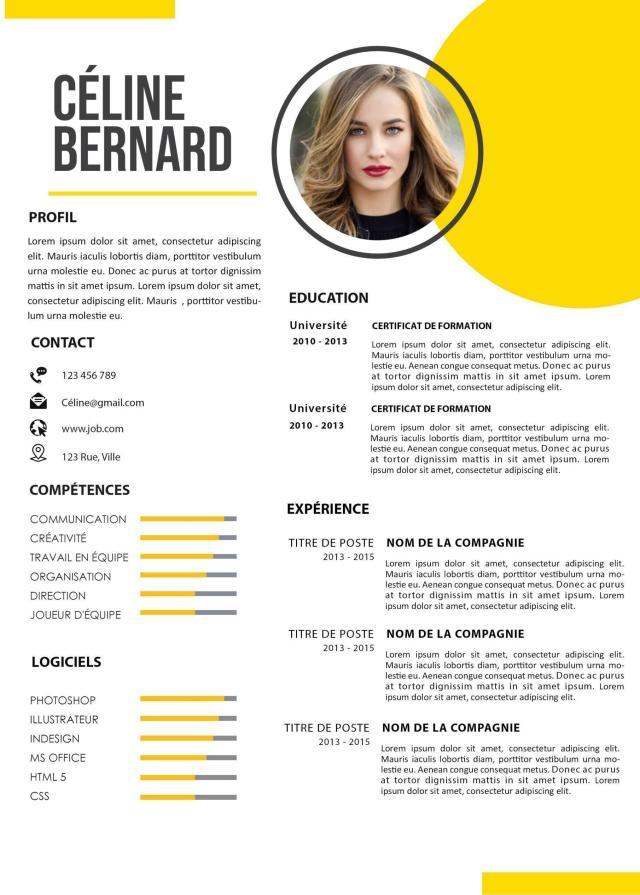 CÉLINE
BERNARD
PROFIL
Lorem ipsum dolor sit amet, consectetur adipiscing
elit. Mauris iaculis lobortis diam, porttitor vestibulum
urna molestie eu. Donec ac purus at tortor dignissim
mattis in sit amet ipsum. Lorem ipsum dolor sit amet,
consectetur adipiscing elit. Mauris , porttitor vestibu-
lum urna molestie eu.
CONTACT
123 456 789
Céline@gmail.com
www.job.com
123 Rue, Ville
COMPÉTENCES
COMMUNICATION
CRÉATIVITÉ
TRAVAIL EN ÉQUIPE
ORGANISATION
DIRECTION
JOUEUR D'ÉQUIPE
LOGICIELS
PHOTOSHOP
ILLUSTRATEUR
INDESIGN
MS OFFICE
HTML 5
CSS
EDUCATION
Université CERTIFICAT DE FORMATION
2010 - 2013
Lorem ipsum dolor sit amet, consectetur adipiscing elit.
Mauris iaculis lobortis diam, porttitor vestibulum urna mo-
lestie eu. Aenean congue consequat metus. Donec ac purus
at tortor dignissim mattis in sit amet ipsum. Lorem
ipsum dolor sit amet, consectetur adipiscing elit.
Université CERTIFICAT DE FORMATION
2010 - 2013
Lorem ipsum dolor sit amet, consectetur adipiscing elit.
Mauris iaculis lobortis diam, porttitor vestibulum urna mo-
lestie eu. Aenean congue consequat metus. Donec ac purus
at tortor dignissim mattis in sit amet ipsum. Lorem
ipsum dolor sit amet, consectetur adipiscing elit.
EXPÉRIENCE
TITRE DE POSTE NOM DE LA COMPAGNIE
2013 - 2015
Lorem ipsum dolor sit amet, consectetur adipiscing elit.
Mauris iaculis lobortis diam, porttitor vestibulum urna mo-
lestie eu. Aenean congue consequat metus. Donec ac purus
at tortor dignissim mattis in sit amet ipsum. Lorem
ipsum dolor sit amet, consectetur adipiscing elit.
TITRE DE POSTE NOM DE LA COMPAGNIE
2013 - 2015
Lorem ipsum dolor sit amet, consectetur adipiscing elit.
Mauris iaculis lobortis diam, porttitor vestibulum urna mo-
lestie eu. Aenean congue consequat metus. Donec ac purus
at tortor dignissim mattis in sit amet ipsum. Lorem
ipsum dolor sit amet, consectetur adipiscing elit.
TITRE DE POSTE NOM DE LA COMPAGNIE
2013 - 2015
Lorem ipsum dolor sit amet, consectetur adipiscing elit.
Mauris iaculis lobortis diam, porttitor vestibulum urna mo-
lestie eu. Aenean congue consequat metus. Donec ac purus
at tortor dignissim mattis in sit amet ipsum. Lorem
ipsum dolor sit amet, consectetur adipiscing elit.